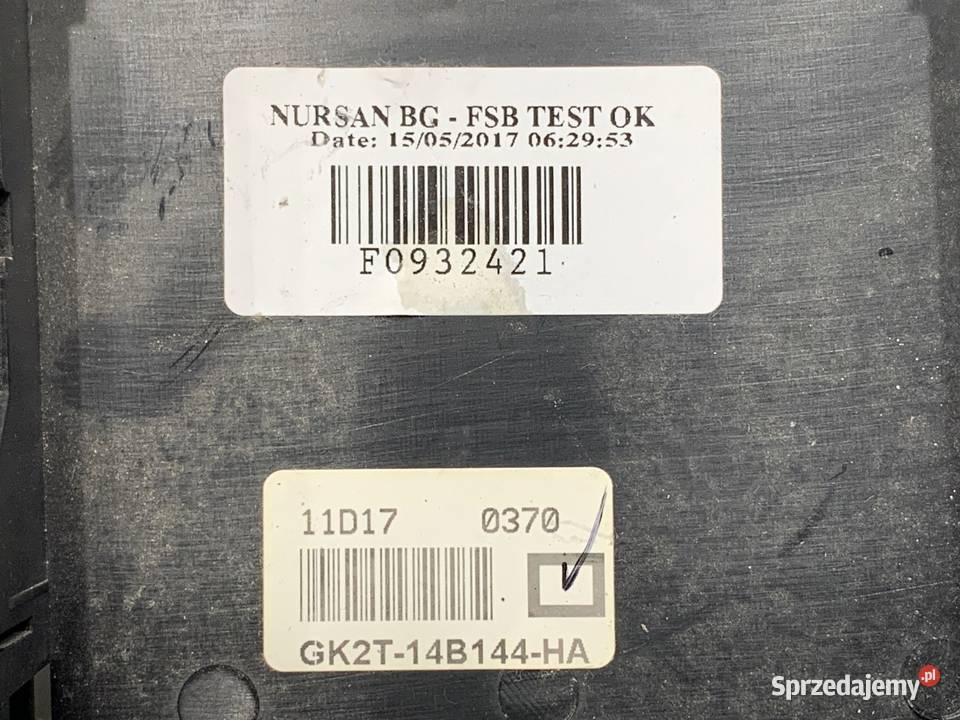 NURSAN BG - FSB TEST OK
Date: 15/05/2017 06:29:53
F0932421
11D17 0370
GK2T-14B144-HA
Sprzedajemy.pl